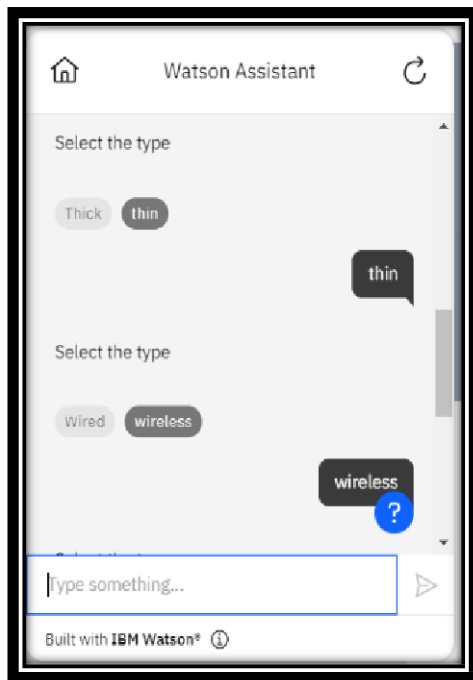 Watson Assistant
Select the type
Thick thin
thin
Select the type
Wired wireless
wireless
?
Type something...
Built with IBM Watson® ⓘ